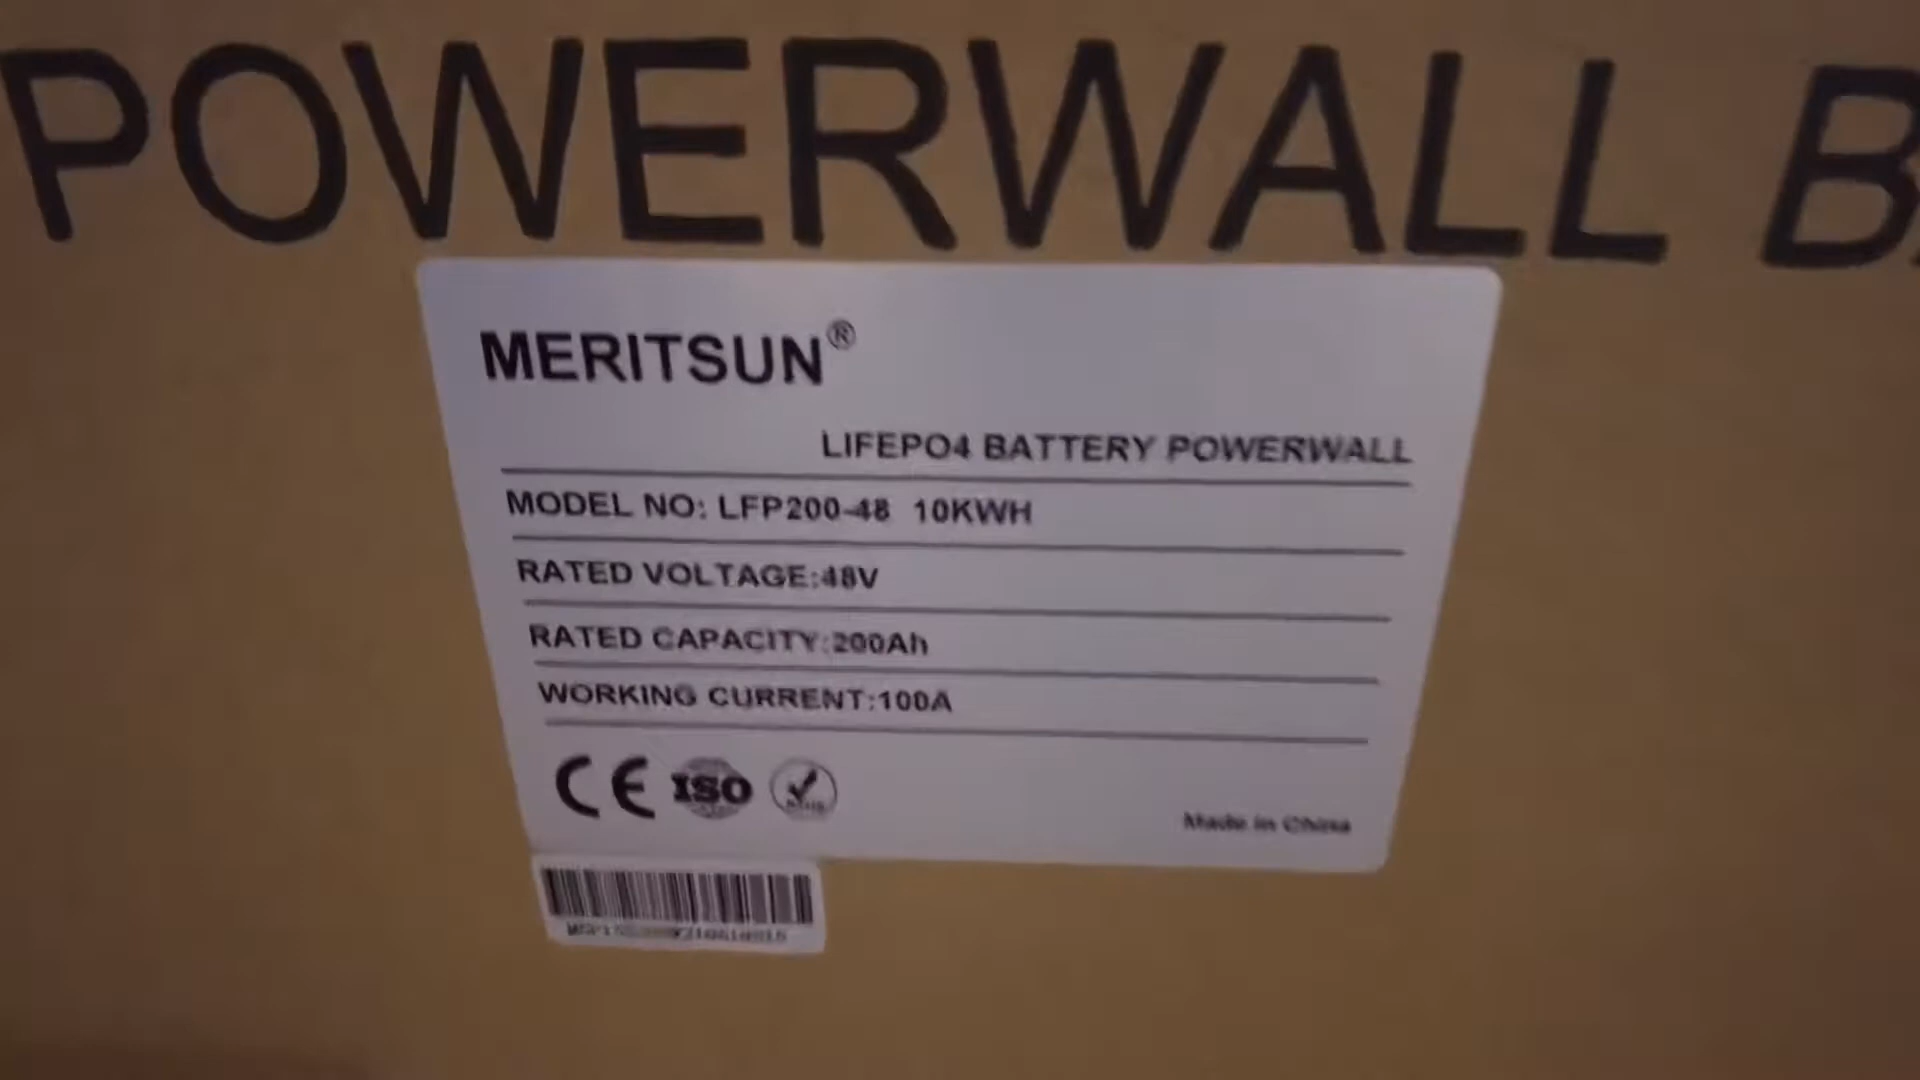 POWERWALL B
MERITSUN®
LIFEPO4 BATTERY POWERWALL
MODEL NO: LFP200-48 10KWH
RATED VOLTAGE:48V
RATED CAPACITY:200Ah
WORKING CURRENT:100A
CE ISO
Made in China